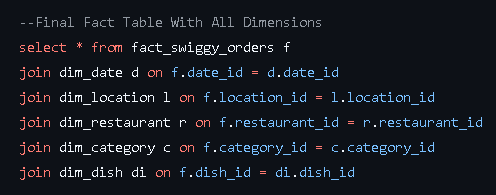 --Final Fact Table With All Dimensions
select * from fact_swiggy_orders f
join dim_date d on f.date_id = d.date_id
join dim_location l on f.location_id = l.location_id
join dim_restaurant r on f.restaurant_id = r.restaurant_id
join dim_category c on f.category_id = c.category_id
join dim_dish di on f.dish_id = di.dish_id